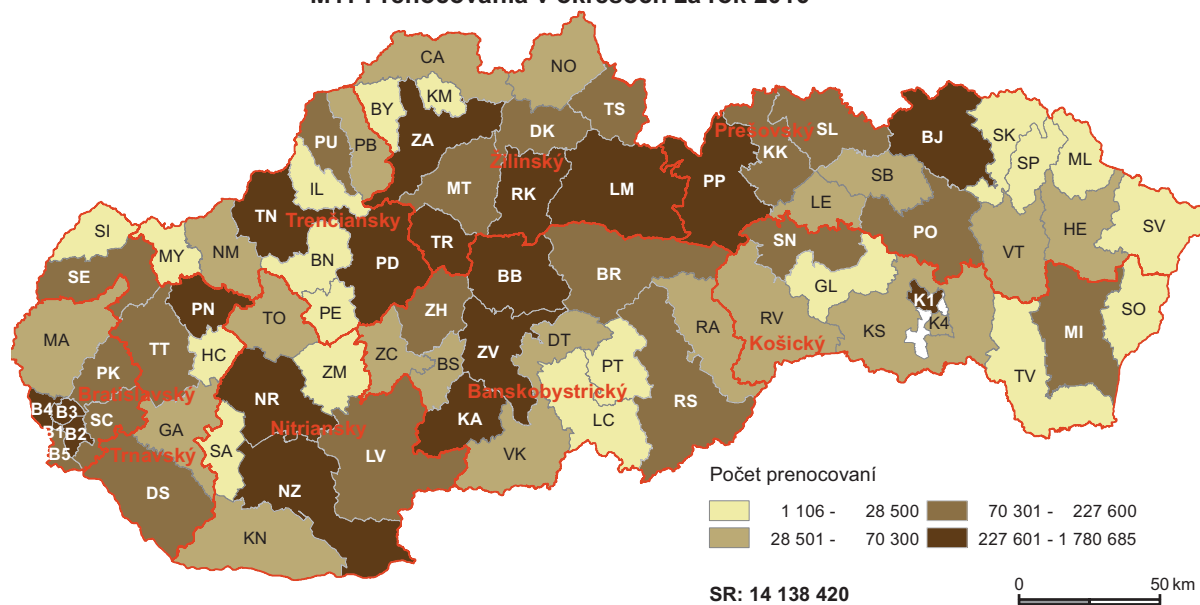 Prenocovania v okresoch za rok
CA
NO
BY
KM
TS
PU
PB
ZA
DK
Žilinský
Prešovský
SL
BJ
SK
SP
ML
KK
IL
MT
RK
LM
PP
SB
LE
TN
Trenčiansky
SI
MY
NM
BN
PD
TR
BB
BR
SN
PO
VT
HE
SV
SE
PN
TO
PE
ZH
GL
K1
K4
KS
SO
MA
TT
HC
ZM
ZC
BS
ZV
DT
RA
RV
Košický
MI
PK
Bratislavský
NR
Nitriansky
Banskobystrický
PT
TV
B4
B3
B1
B2
B5
SC
GA
Trnavský
SA
LV
KA
LC
RS
DS
NZ
VK
KN
Počet prenocovaní
1 106 - 28 500
70 301 - 227 600
28 501 - 70 300
227 601 - 1 780 685
SR: 14 138 420
0 50 km